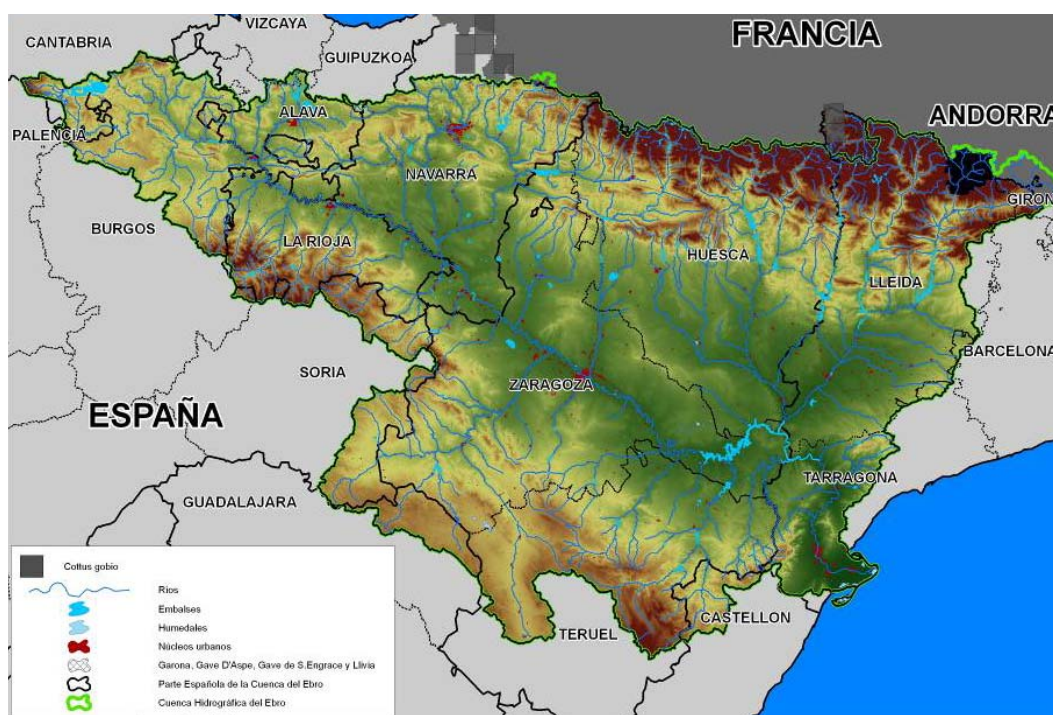 VIZCAYA
CANTABRIA
FRANCIA
GUIPUZKOA
ALAVA
ANDORRA
PALENCIA
NAVARRA
GIRON
BURGOS
LA RIOJA
HUESCA
LLEIDA
BARCELONA
SORIA
ZARAGOZA
ESPAÑA
TARRAGONA
GUADALAJARA
CASTELLON
TERUEL
Cottus gobio
Rios
Embalses
Humedales
Núcleos urbanos
Garona, Gave D'Aspe, Gave de S.Engrace y Llivia
Parte Española de la Cuenca del Ebro
Cuenca Hidrográfica del Ebro